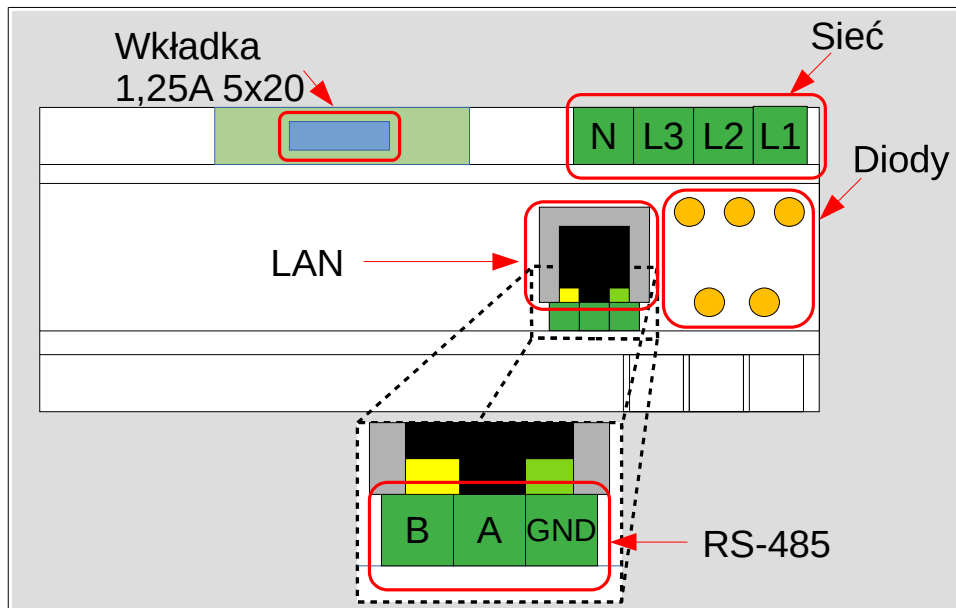 Wkładka
1,25A 5x20
Sieć
N L3 L2 L1
Diody
LAN
B A GND
RS-485